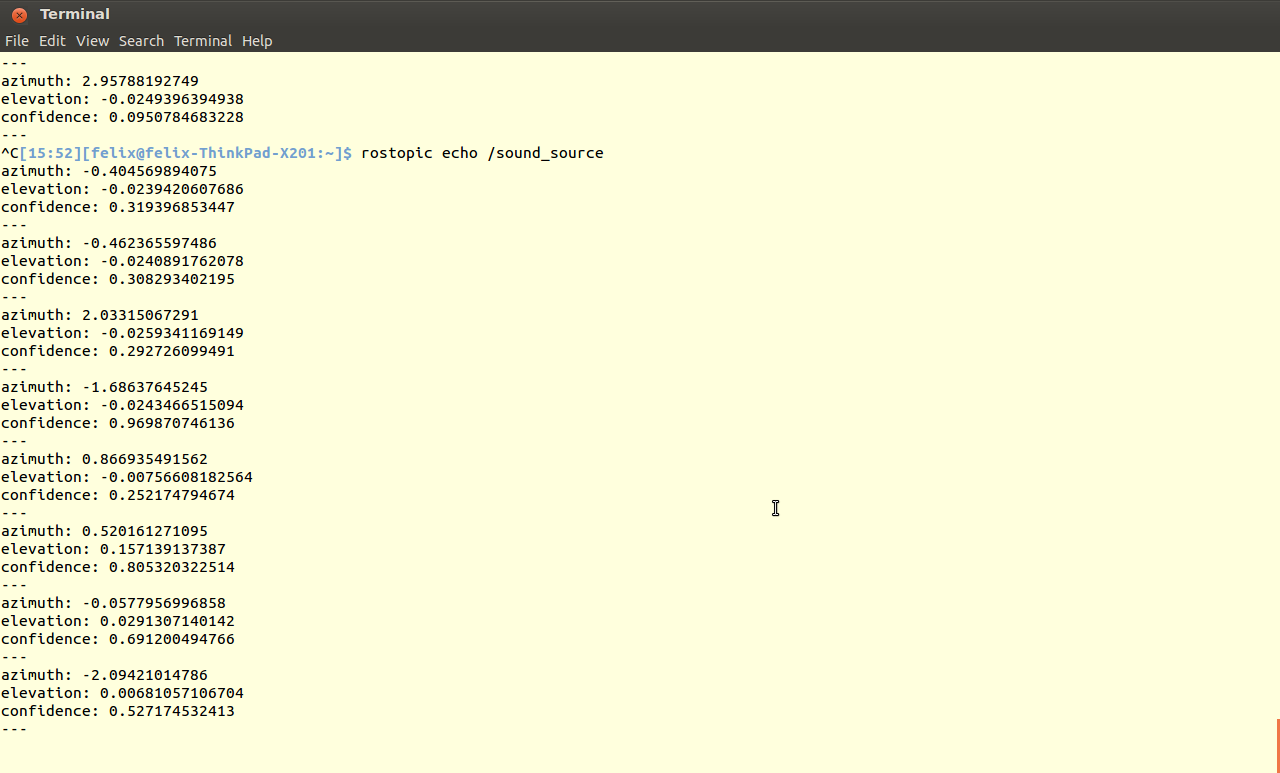 Terminal
File Edit View Search Terminal Help
---
azimuth: 2.95788192749
elevation: -0.0249396394938
confidence: 0.0950784683228
---
^C[15:52][felix@felix-ThinkPad-X201:~]$ rostopic echo /sound_source
azimuth: -0.404569894075
elevation: -0.0239420607686
confidence: 0.319396853447
---
azimuth: -0.462365597486
elevation: -0.0240891762078
confidence: 0.308293402195
---
azimuth: 2.03315067291
elevation: -0.0259341169149
confidence: 0.292726099491
---
azimuth: -1.68637645245
elevation: -0.0243466515094
confidence: 0.969870746136
---
azimuth: 0.866935491562
elevation: -0.00756608182564
confidence: 0.252174794674
---
azimuth: 0.520161271095
elevation: 0.157139137387
confidence: 0.805320322514
---
azimuth: -0.0577956996858
elevation: 0.0291307140142
confidence: 0.691200494766
---
azimuth: -2.09421014786
elevation: 0.00681057106704
confidence: 0.527174532413
---